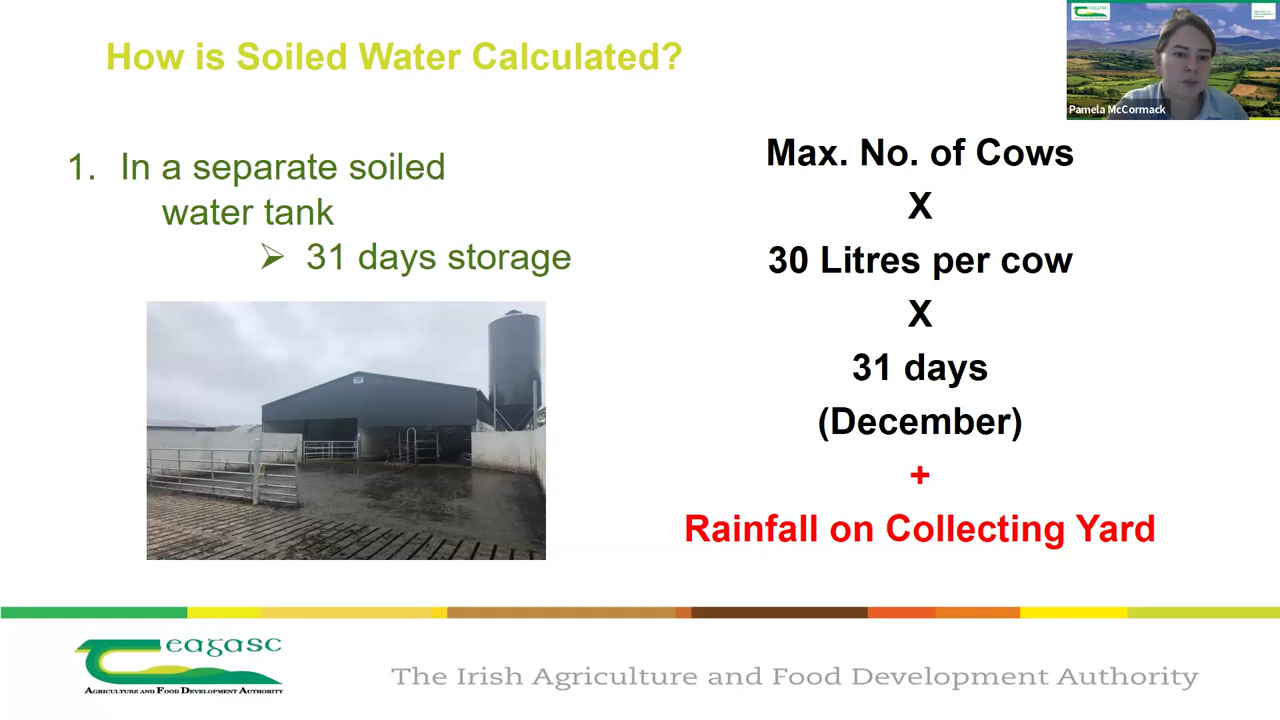 How is Soiled Water Calculated?
Pamela McCormack
1. In a separate soiled
water tank
➢ 31 days storage
Max. No. of Cows
X
30 Litres per cow
X
31 days
(December)
+
Rainfall on Collecting Yard
eagasc
AGRICULTURE AND FOOD DEVELOPMENT AUTHORITY
The Irish Agriculture and Food Development Authority